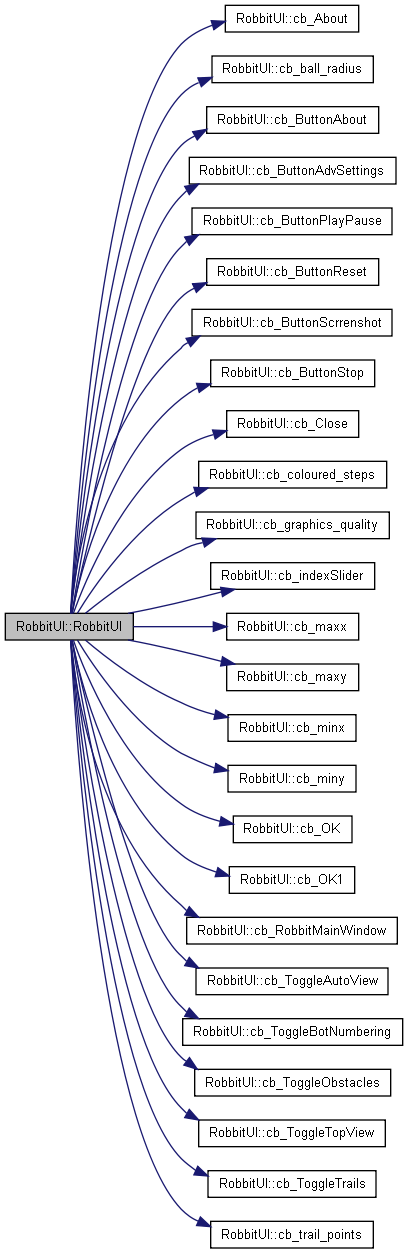 RobbitUI::cb_About
RobbitUI::cb_ball_radius
RobbitUI::cb_ButtonAbout
RobbitUI::cb_ButtonAdvSettings
RobbitUI::cb_ButtonPlayPause
RobbitUI::cb_ButtonReset
RobbitUI::cb_ButtonScrrenshot
RobbitUI::cb_ButtonStop
RobbitUI::cb_Close
RobbitUI::cb_coloured_steps
RobbitUI::cb_graphics_quality
RobbitUI::cb_indexSlider
RobbitUI::RobbitUI
RobbitUI::cb_maxx
RobbitUI::cb_maxy
RobbitUI::cb_minx
RobbitUI::cb_miny
RobbitUI::cb_OK
RobbitUI::cb_OK1
RobbitUI::cb_RobbitMainWindow
RobbitUI::cb_ToggleAutoView
RobbitUI::cb_ToggleBotNumbering
RobbitUI::cb_ToggleObstacles
RobbitUI::cb_ToggleTopView
RobbitUI::cb_ToggleTrails
RobbitUI::cb_trail_points